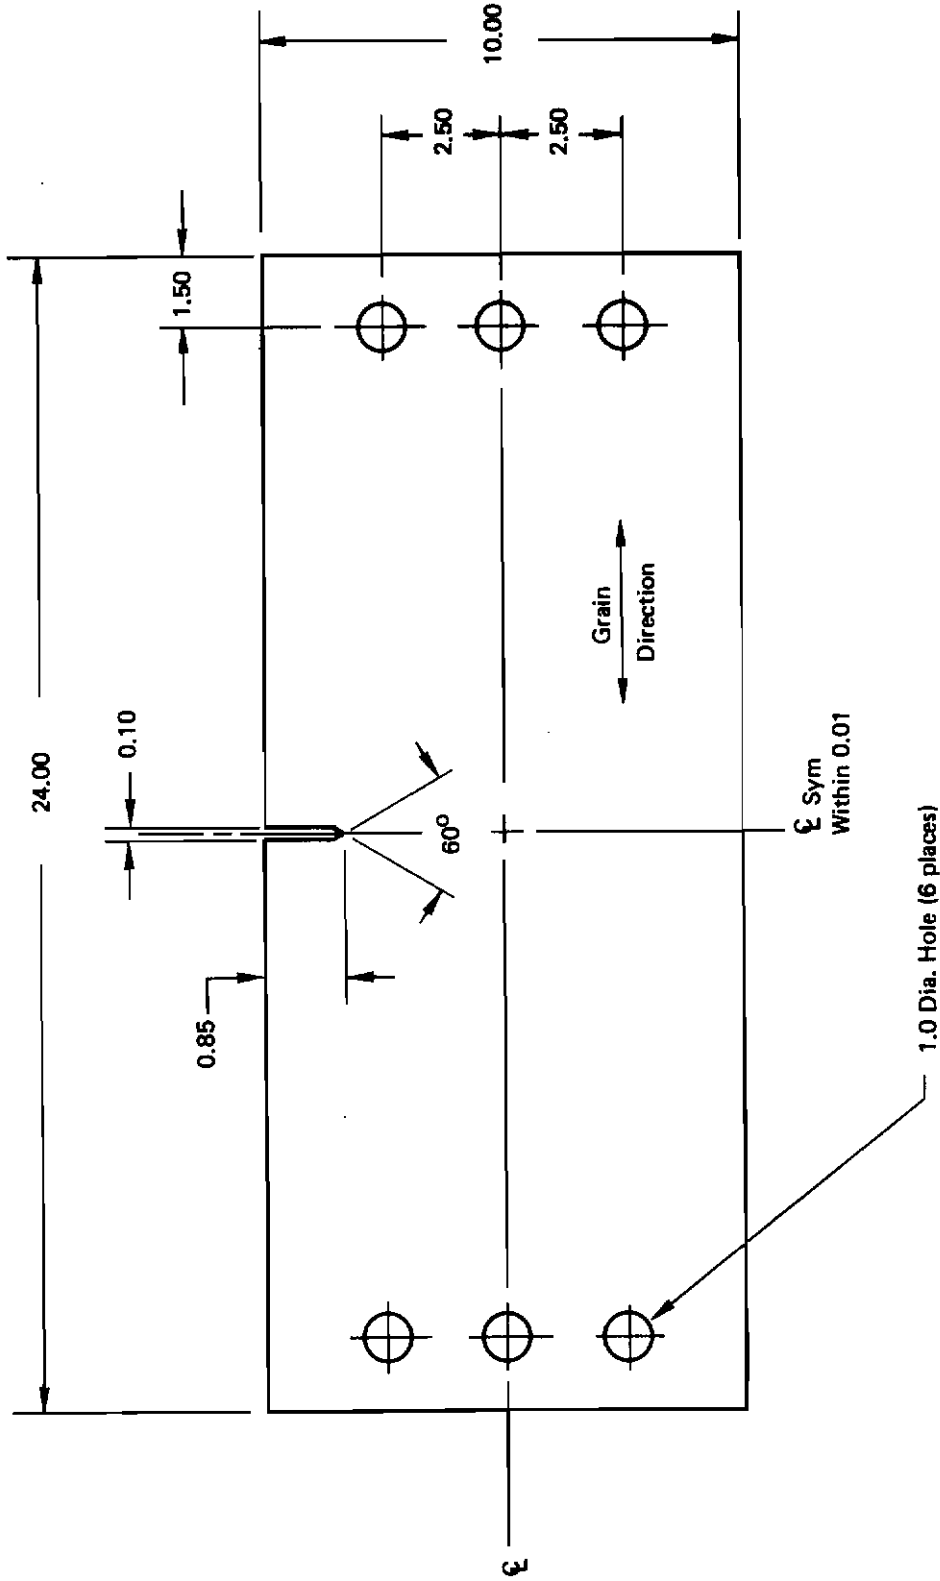 24.00
1.50
10.00
2.50
2.50
0.10
0.85
60°
Grain
Direction
℄ Sym
Within 0.01
℄
1.0 Dia. Hole (6 places)